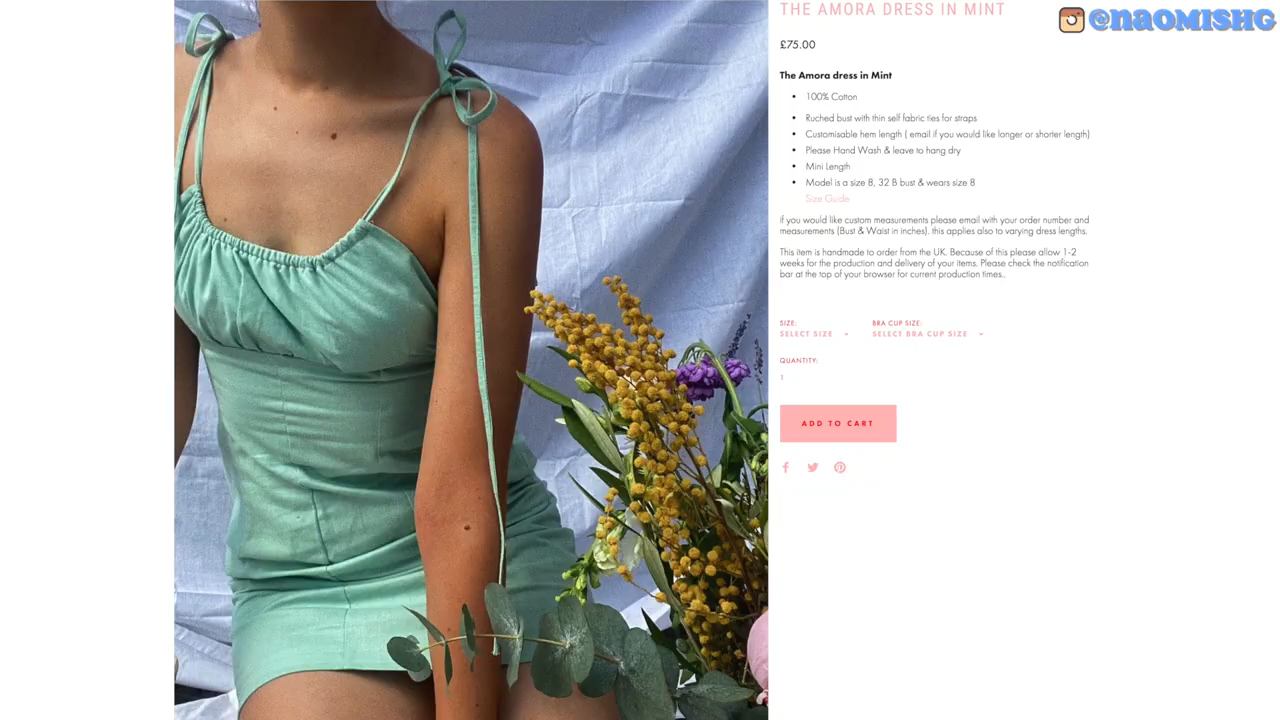 THE AMORA DRESS IN MINT
@NAOMISHG
£75.00
The Amora dress in Mint
100% Cotton
Ruched bust with thin self fabric ties for straps
Customisable hem length ( email if you would like longer or shorter length)
Please Hand Wash & leave to hang dry
Mini Length
Model is a size 8, 32 B bust & wears size 8
Size Guide
if you would like custom measurements please email with your order number and
measurements (Bust & Waist in inches). this applies also to varying dress lengths.
This item is handmade to order from the UK. Because of this please allow 1-2
weeks for the production and delivery of your items. Please check the notification
bar at the top of your browser for current production times..
SIZE: BRA CUP SIZE:
SELECT SIZE SELECT BRA CUP SIZE
QUANTITY:
1
ADD TO CART